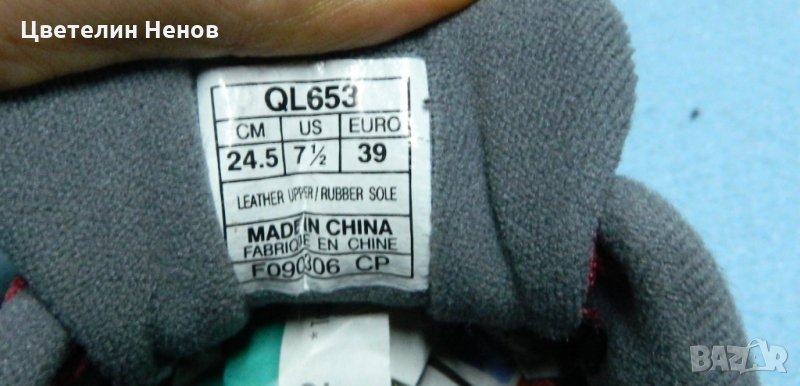 Цветелин Ненов
QL653
CM US EURO
24.5 7½ 39
LEATHER UPPER/RUBBER SOLE
MADE IN CHINA
FABRIQUE EN CHINE
F090306 CP
BAZAR